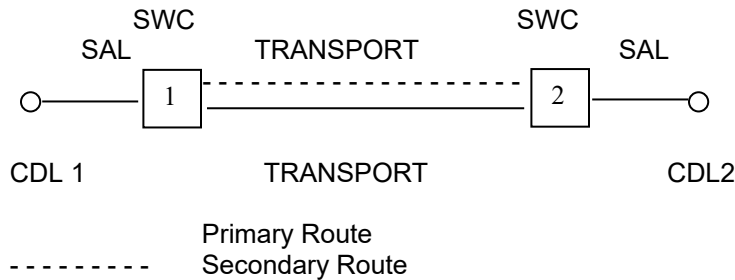 SWC SWC
SAL TRANSPORT SAL
1 2
CDL 1 TRANSPORT CDL2
Primary Route
Secondary Route